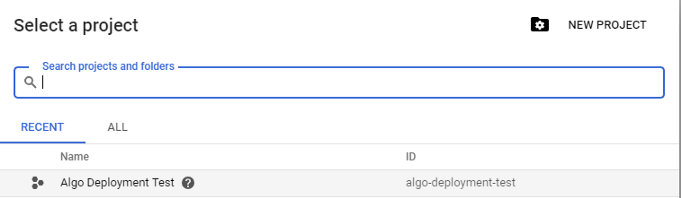 Select a project
NEW PROJECT
Search projects and folders
RECENT ALL
Name ID
Algo Deployment Test ? algo-deployment-test